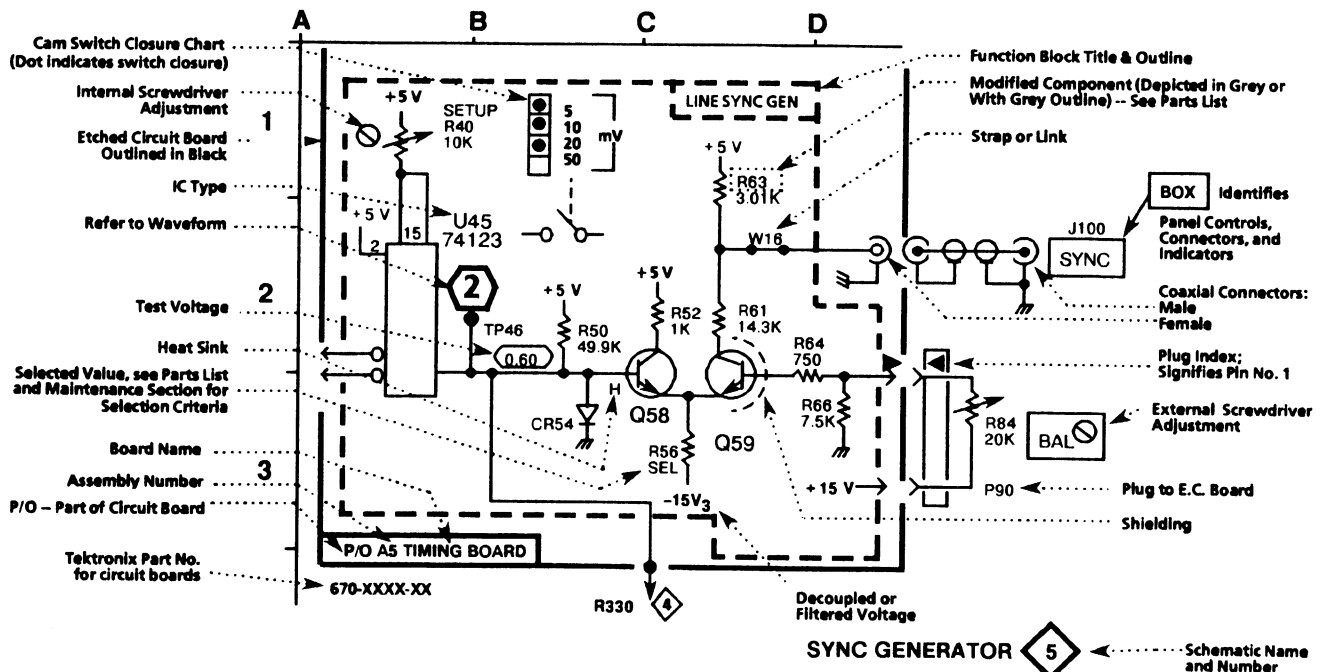 A
B
C
D
Cam Switch Closure Chart
(Dot indicates switch closure)
Internal Screwdriver
Adjustment
Etched Circuit Board
Outlined in Black
IC Type
Refer to Waveform
Test Voltage
Heat Sink
Selected Value, see Parts List
and Maintenance Section for
Selection Criteria
Board Name
Assembly Number
P/O – Part of Circuit Board
Tektronix Part No.
for circuit boards
1
2
3
+5 V
SETUP
R40
10K
5
10
20
50
mV
LINE SYNC GEN
+5 V
R63
3.01K
+5 V
2
15
U45
74123
W16
2
TP46
0.60
+5 V
R50
49.9K
+5 V
R52
1K
R61
14.3K
R64
750
H
CR54
Q58
Q59
R66
7.5K
R56
SEL
–15V3
+15 V
P/O A5 TIMING BOARD
670-XXXX-XX
R330
4
Function Block Title & Outline
Modified Component (Depicted in Grey or
With Grey Outline) -- See Parts List
Strap or Link
BOX
Identifies
Panel Controls,
Connectors, and
Indicators
J100
SYNC
Coaxial Connectors:
Male
Female
Plug Index;
Signifies Pin No. 1
R84
20K
External Screwdriver
Adjustment
BAL
P90
Plug to E.C. Board
Shielding
Decoupled or
Filtered Voltage
SYNC GENERATOR
5
Schematic Name
and Number